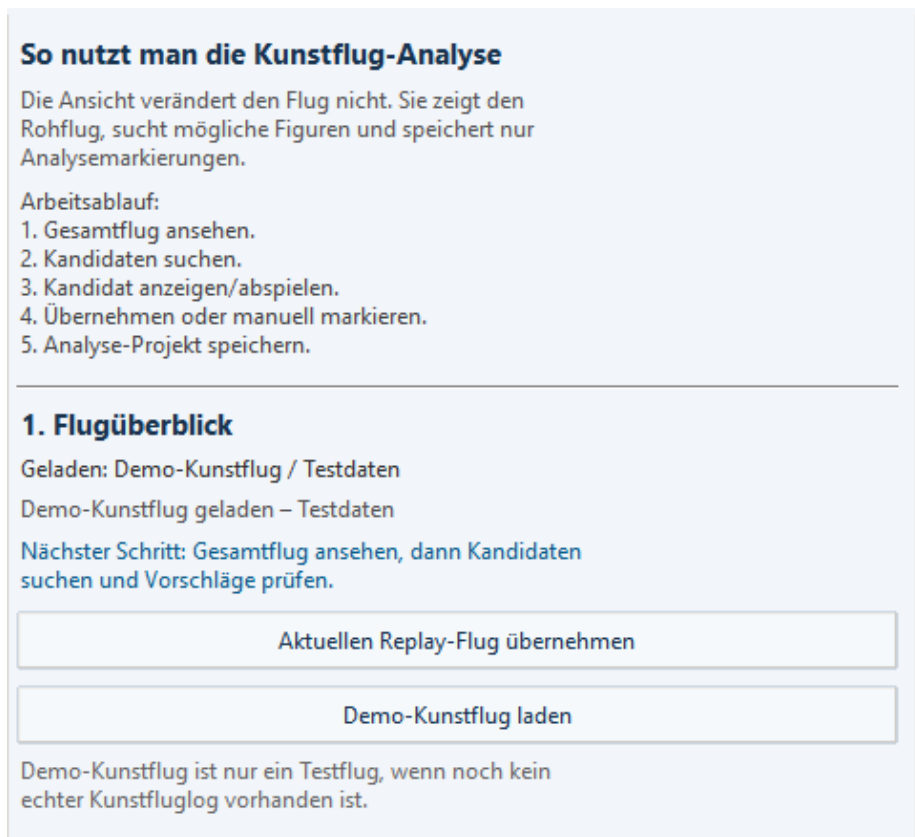 So nutzt man die Kunstflug-Analyse
Die Ansicht verändert den Flug nicht. Sie zeigt den
Rohflug, sucht mögliche Figuren und speichert nur
Analysemarkierungen.
Arbeitsablauf:
1. Gesamtflug ansehen.
2. Kandidaten suchen.
3. Kandidat anzeigen/abspielen.
4. Übernehmen oder manuell markieren.
5. Analyse-Projekt speichern.
1. Flugüberblick
Geladen: Demo-Kunstflug / Testdaten
Demo-Kunstflug geladen – Testdaten
Nächster Schritt: Gesamtflug ansehen, dann Kandidaten
suchen und Vorschläge prüfen.
Aktuellen Replay-Flug übernehmen
Demo-Kunstflug laden
Demo-Kunstflug ist nur ein Testflug, wenn noch kein
echter Kunstfluglog vorhanden ist.